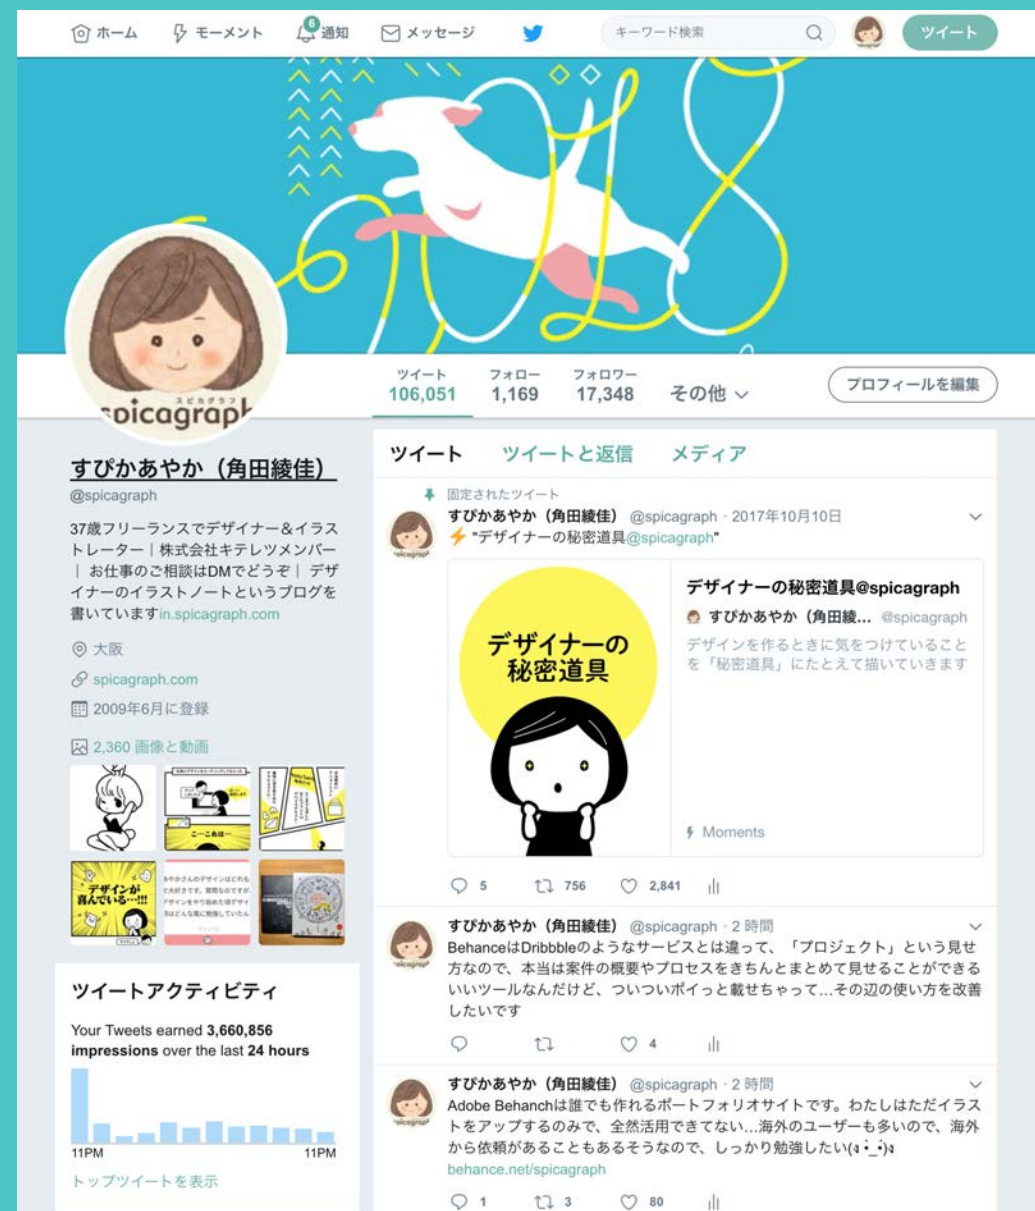 ホーム
モーメント
6
通知
メッセージ
キーワード検索
ツイート
2018
スピカグラフ
spicagraph
ツイート
106,051
フォロー
1,169
フォロワー
17,348
その他
プロフィールを編集
すぴかあやか（角田綾佳）
@spicagraph
37歳フリーランスでデザイナー＆イラス
トレーター｜株式会社キテレツメンバー
｜ お仕事のご相談はDMでどうぞ｜ デザ
イナーのイラストノートというブログを
書いていますin.spicagraph.com
大阪
spicagraph.com
2009年6月に登録
2,360 画像と動画
こーこれはー
デザインが
喜んでいる…!!!
ツイートアクティビティ
Your Tweets earned 3,660,856
impressions over the last 24 hours
11PM
11PM
トップツイートを表示
ツイート
ツイートと返信
メディア
固定されたツイート
すぴかあやか（角田綾佳） @spicagraph · 2017年10月10日
⚡ "デザイナーの秘密道具@spicagraph"
デザイナーの
秘密道具
デザイナーの秘密道具@spicagraph
すぴかあやか（角田綾... @spicagraph
デザインを作るときに気をつけていること
を「秘密道具」にたとえて描いていきます
Moments
5
756
2,841
すぴかあやか（角田綾佳） @spicagraph · 2 時間
BehanceはDribbbleのようなサービスとは違って、「プロジェクト」という見せ
方なので、本当は案件の概要やプロセスをきちんとまとめて見せることができる
いいツールなんだけど、ついついポイっと載せちゃって…その辺の使い方を改善
したいです
4
すぴかあやか（角田綾佳） @spicagraph · 2 時間
Adobe Behanchは誰でも作れるポートフォリオサイトです。わたしはただイラス
トをアップするのみで、全然活用できてない…海外のユーザーも多いので、海外
から依頼があることもあるそうなので、しっかり勉強したい
behance.net/spicagraph
1
3
80